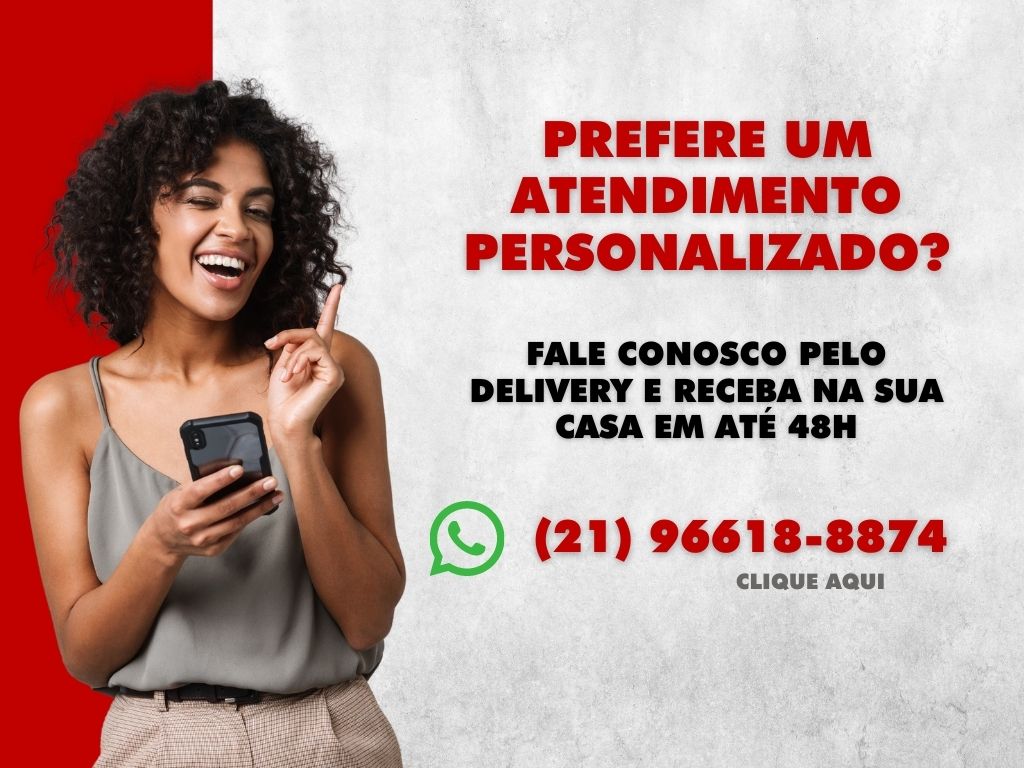 PREFERE UM
ATENDIMENTO
PERSONALIZADO?
FALE CONOSCO PELO
DELIVERY E RECEBA NA SUA
CASA EM ATÉ 48H
(21) 96618-8874
CLIQUE AQUI